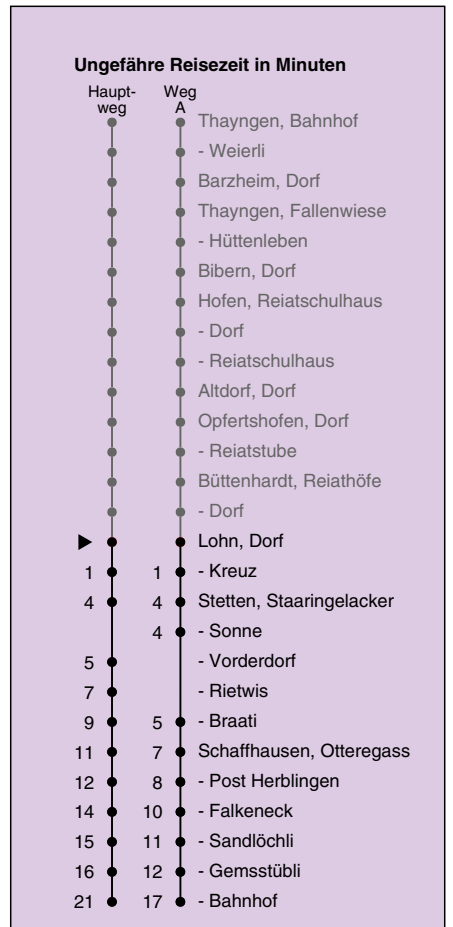 Ungefähre Reisezeit in Minuten
Haupt- Weg
weg A
Thayngen, Bahnhof
- Weierli
Barzheim, Dorf
Thayngen, Fallenwiese
- Hüttenleben
Bibern, Dorf
Hofen, Reiatschulhaus
- Dorf
- Reiatschulhaus
Altdorf, Dorf
Opfertshofen, Dorf
- Reiatstube
Büttenhardt, Reiathöfe
- Dorf
Lohn, Dorf
1 1 - Kreuz
4 4 Stetten, Staaringelacker
4 - Sonne
5 - Vorderdorf
7 - Rietwis
9 5 - Braati
11 7 Schaffhausen, Otteregass
12 8 - Post Herblingen
14 10 - Falkeneck
15 11 - Sandlöchli
16 12 - Gemsstübli
21 17 - Bahnhof